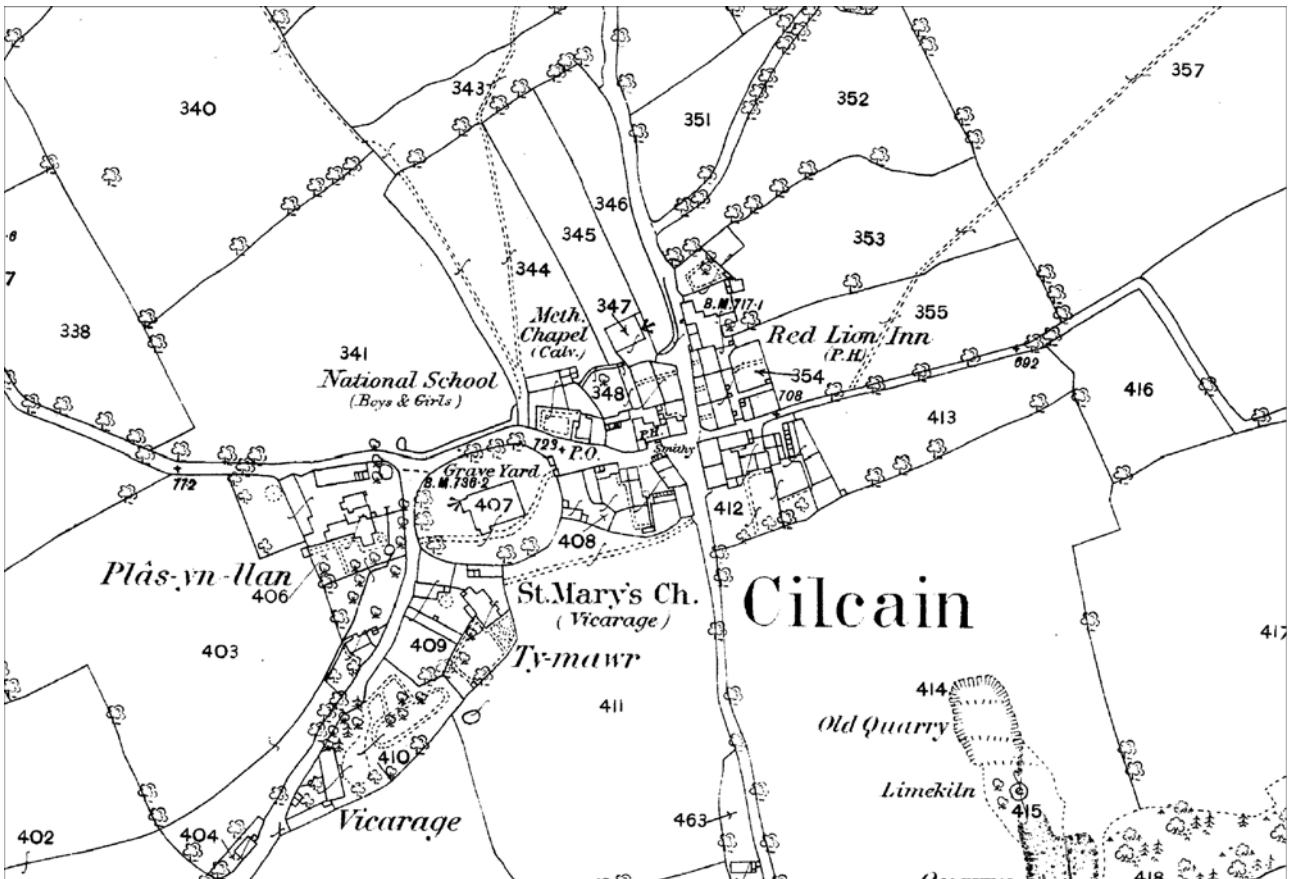 340
343
351
352
357
346
345
353
344
347
B.M.717·1
338
Meth.
Chapel
(Calv.)
355
Red Lion Inn
(P.H.)
341
354
692
National School
(Boys & Girls)
348
708
416
413
P.H.
723
P.O.
Smithy
772
Grave Yard
B.M.736·2
407
412
408
Plâs-yn-llan
406
St. Mary's Ch.
(Vicarage)
Cilcain
403
409
Ty-mawr
417
414
411
Old Quarry
410
Limekiln
415
Vicarage
463
402
404
418